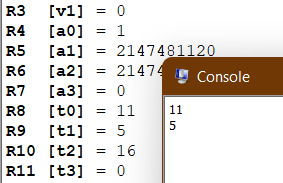 R3 [v1] = 0
R4 [a0] = 1
R5 [a1] = 2147481120
R6 [a2] = 2147
R7 [a3] = 0
R8 [t0] = 11
R9 [t1] = 5
R10 [t2] = 16
R11 [t3] = 0
Console
11
5